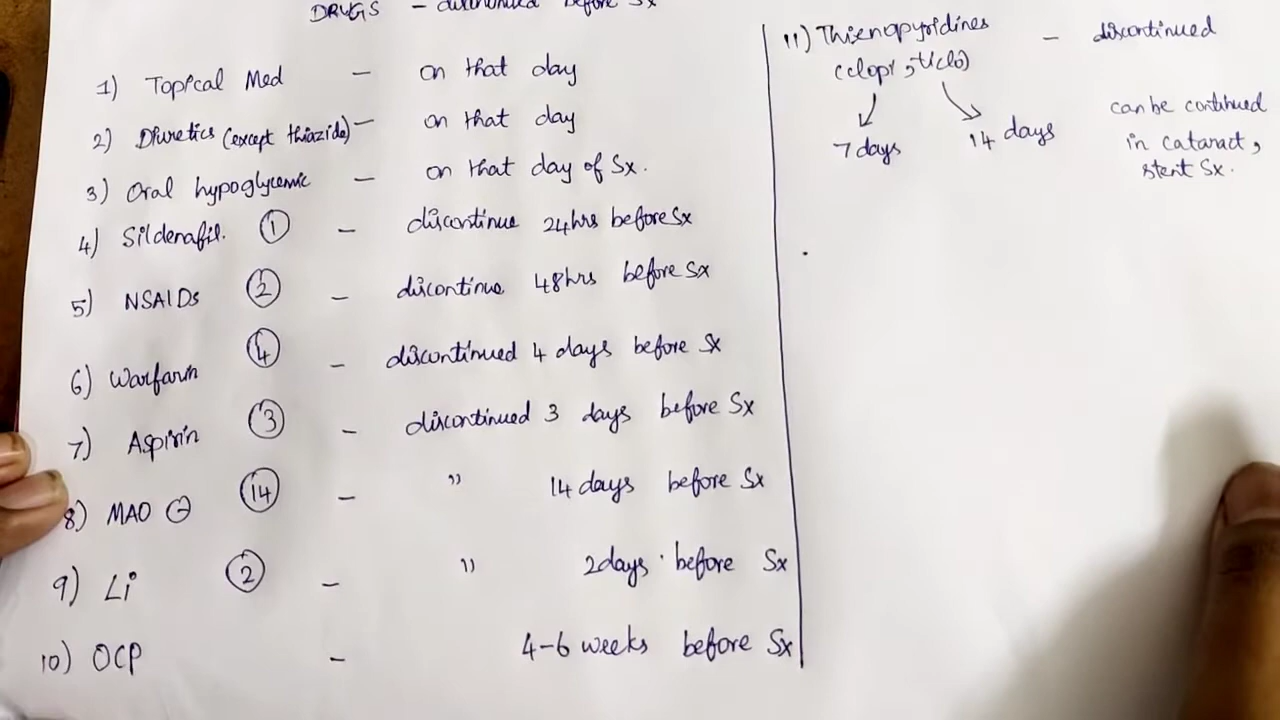 DRUGS - discontinued before Sx
1) Topical Med - on that day
2) Diuretics (except thiazide) - on that day
3) Oral hypoglycemic - on that day of Sx.
4) Sildenafil. 1 - discontinue 24hrs before Sx
5) NSAIDs 2 - discontinue 48hrs before Sx
6) Warfarin 4 - discontinued 4 days before Sx
7) Aspirin 3 - discontinued 3 days before Sx
8) MAO ⊖ 14 - " 14 days before Sx
9) Li 2 - " 2days before Sx
10) OCP - 4-6 weeks before Sx
11) Thienopyridines - discontinued
(clopi, ticlo)
7 days 14 days
can be continued
in cataract,
stent Sx.